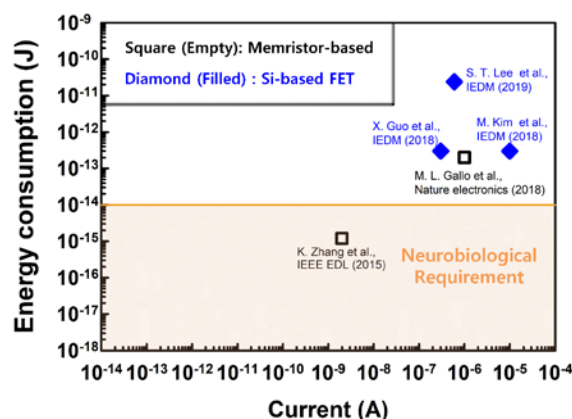 Energy consumption (J)
10⁻⁹
10⁻¹⁰
10⁻¹¹
10⁻¹²
10⁻¹³
10⁻¹⁴
10⁻¹⁵
10⁻¹⁶
10⁻¹⁷
10⁻¹⁸
Square (Empty): Memristor-based
Diamond (Filled) : Si-based FET
S. T. Lee et al.,
IEDM (2019)
X. Guo et al.,
IEDM (2018)
M. Kim et al.,
IEDM (2018)
M. L. Gallo et al.,
Nature electronics (2018)
K. Zhang et al.,
IEEE EDL (2015)
Neurobiological
Requirement
10⁻¹⁴ 10⁻¹³ 10⁻¹² 10⁻¹¹ 10⁻¹⁰ 10⁻⁹ 10⁻⁸ 10⁻⁷ 10⁻⁶ 10⁻⁵ 10⁻⁴
Current (A)